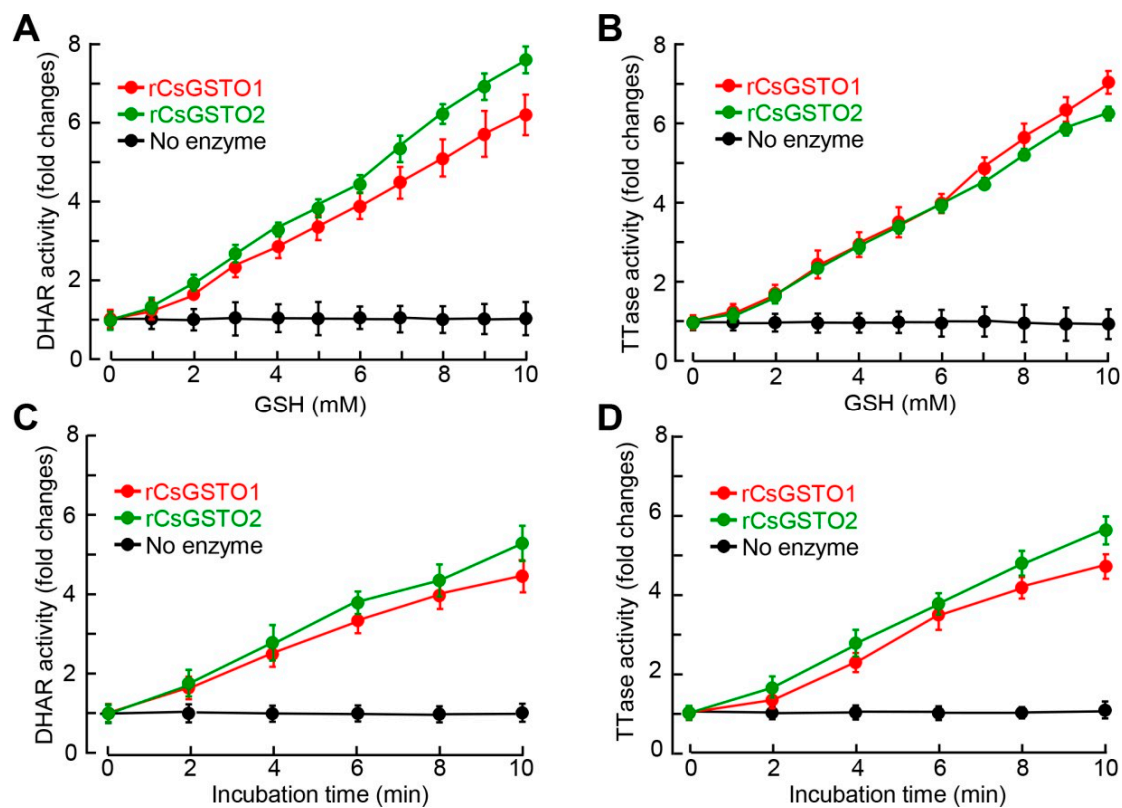 A
DHAR activity (fold changes)
8
6
4
2
0
rCsGSTO1
rCsGSTO2
No enzyme
0 2 4 6 8 10
GSH (mM)
B
TTase activity (fold changes)
8
6
4
2
0
rCsGSTO1
rCsGSTO2
No enzyme
0 2 4 6 8 10
GSH (mM)
C
DHAR activity (fold changes)
8
6
4
2
0
rCsGSTO1
rCsGSTO2
No enzyme
0 2 4 6 8 10
Incubation time (min)
D
TTase activity (fold changes)
8
6
4
2
0
rCsGSTO1
rCsGSTO2
No enzyme
0 2 4 6 8 10
Incubation time (min)